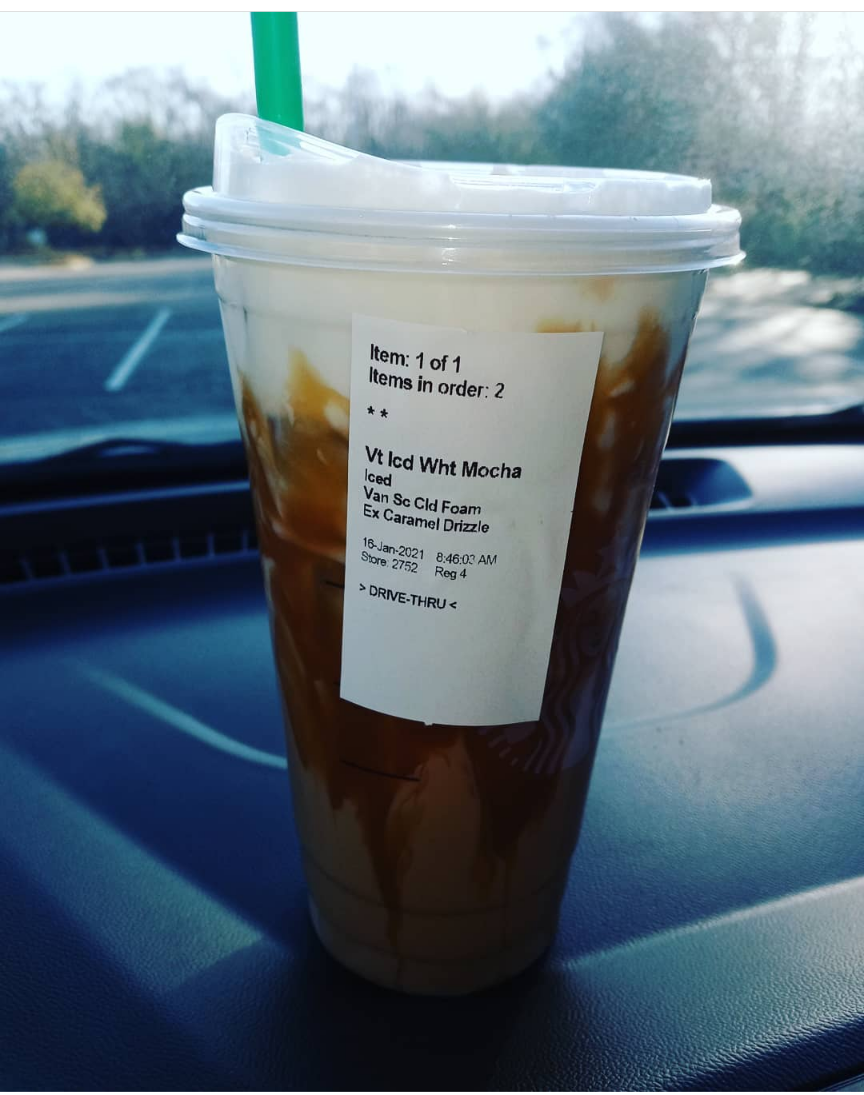 Item: 1 of 1
Items in order: 2
* *
Vt Icd Wht Mocha
Iced
Van Sc Cld Foam
Ex Caramel Drizzle
16-Jan-2021 8:46:03 AM
Store: 2752 Reg 4
> DRIVE-THRU <